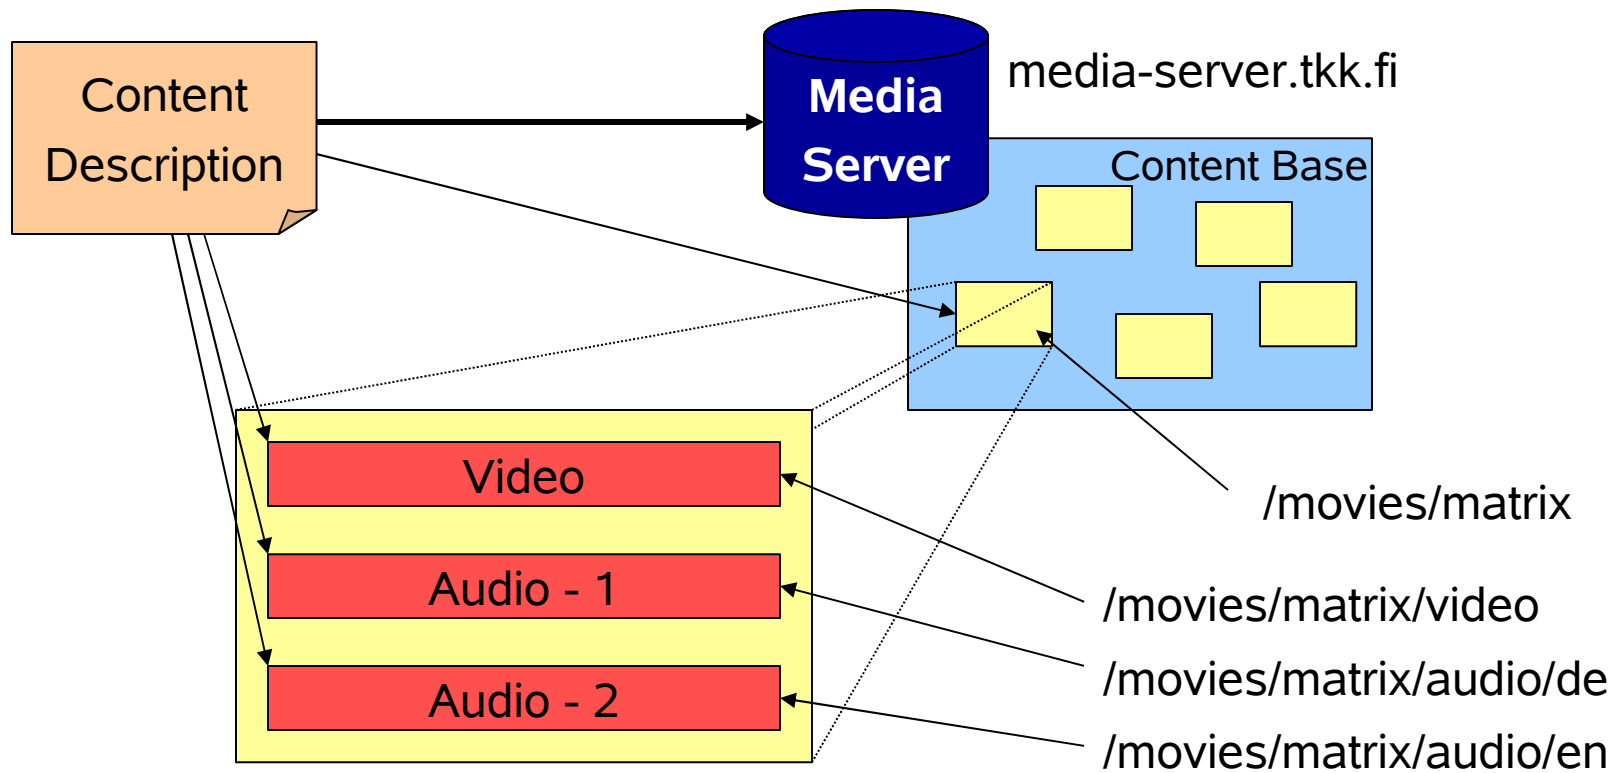 Content
Description
Media
Server
media-server.tkk.fi
Content Base
Video
Audio - 1
Audio - 2
/movies/matrix
/movies/matrix/video
/movies/matrix/audio/de
/movies/matrix/audio/en